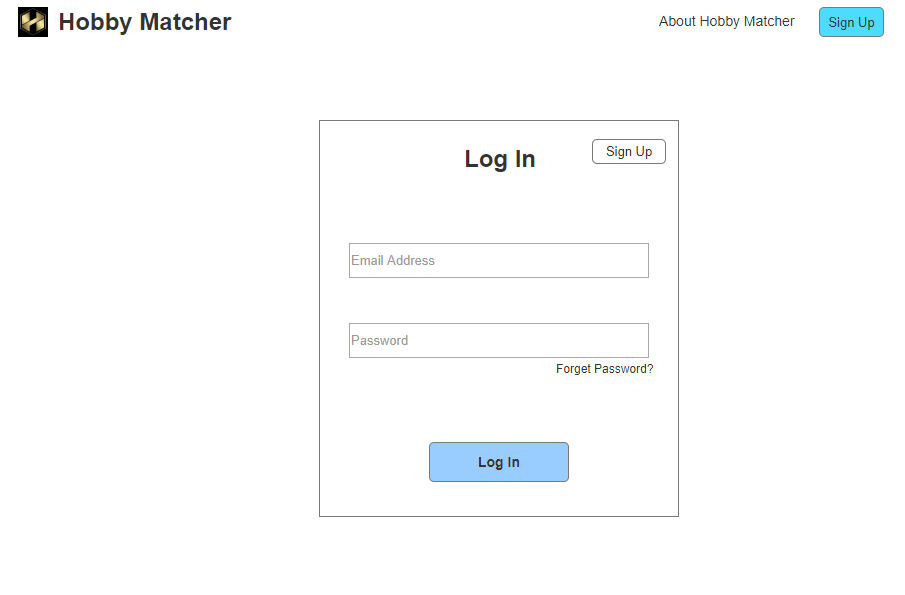 Hobby Matcher
About Hobby Matcher
Sign Up
Log In
Sign Up
Email Address
Password
Forget Password?
Log In